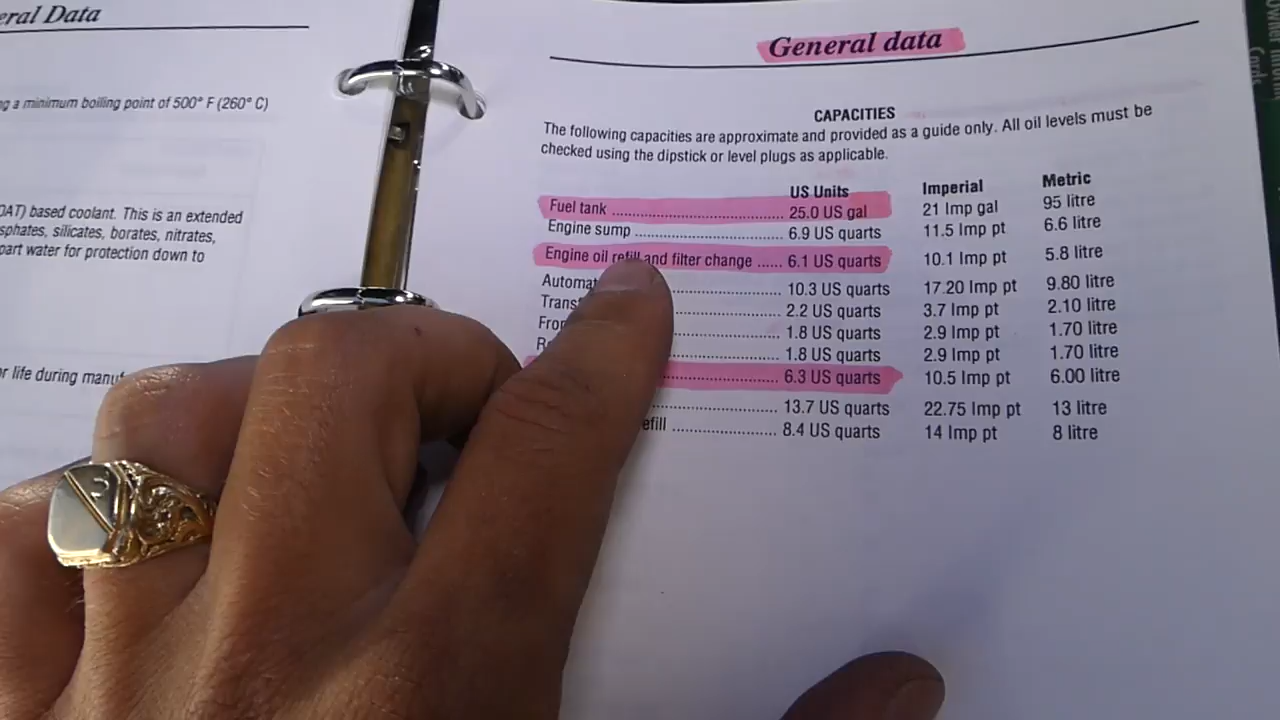 eral Data
ng a minimum boiling point of 500° F (260° C)
OAT) based coolant. This is an extended
sphates, silicates, borates, nitrates,
part water for protection down to
or life during manuf
General data
CAPACITIES
The following capacities are approximate and provided as a guide only. All oil levels must be
checked using the dipstick or level plugs as applicable.
US Units Imperial Metric
Fuel tank .......................................... 25.0 US gal 21 Imp gal 95 litre
Engine sump .................................... 6.9 US quarts 11.5 Imp pt 6.6 litre
Engine oil refill and filter change ...... 6.1 US quarts 10.1 Imp pt 5.8 litre
Automat .......................... 10.3 US quarts 17.20 Imp pt 9.80 litre
Trans .......................... 2.2 US quarts 3.7 Imp pt 2.10 litre
Fro .......................... 1.8 US quarts 2.9 Imp pt 1.70 litre
R .......................... 1.8 US quarts 2.9 Imp pt 1.70 litre
.......................... 6.3 US quarts 10.5 Imp pt 6.00 litre
.............................. 13.7 US quarts 22.75 Imp pt 13 litre
efill .......................... 8.4 US quarts 14 Imp pt 8 litre